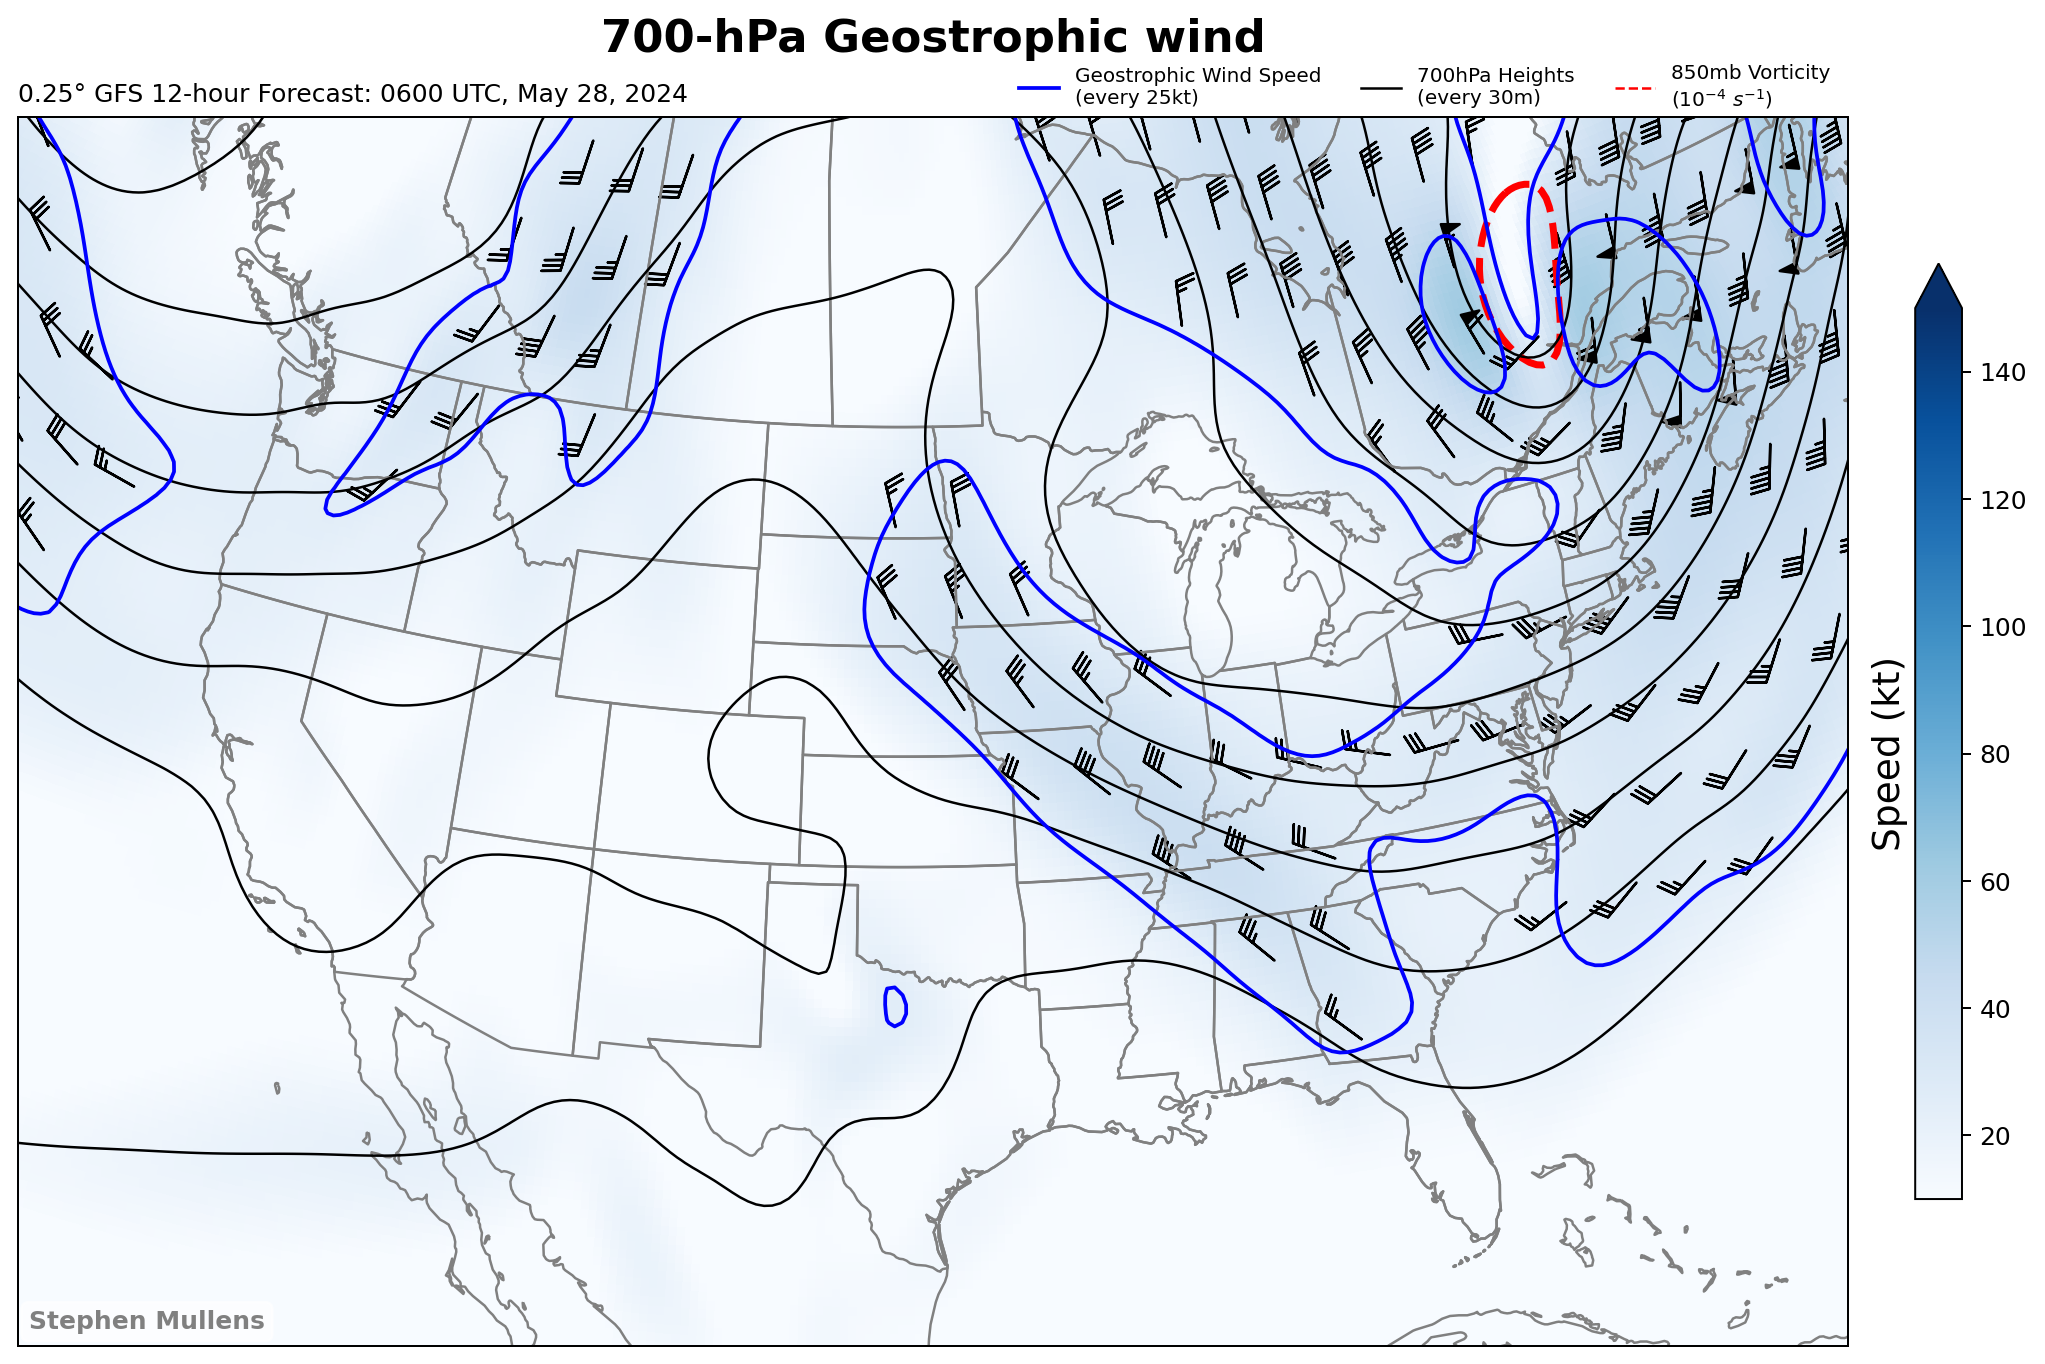 700-hPa Geostrophic wind
0.25° GFS 12-hour Forecast: 0600 UTC, May 28, 2024
Geostrophic Wind Speed
(every 25kt)
700hPa Heights
(every 30m)
850mb Vorticity
(10⁻⁴ s⁻¹)
140
120
100
80
60
40
20
Speed (kt)
Stephen Mullens